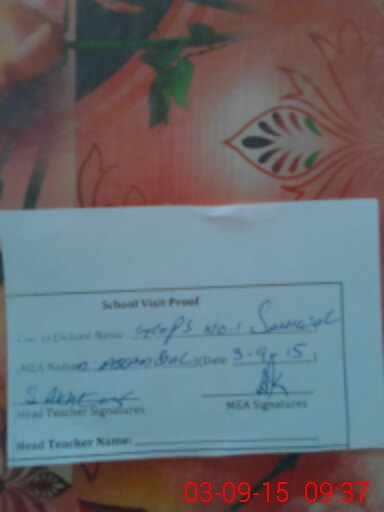 School Visit Proof
School Name GGPS NO-1
MEA Name (Date 3-9-15)
S Akhtar
Head Teacher Signatures MEA Signatures
Head Teacher Name:
03-09-15 09:37